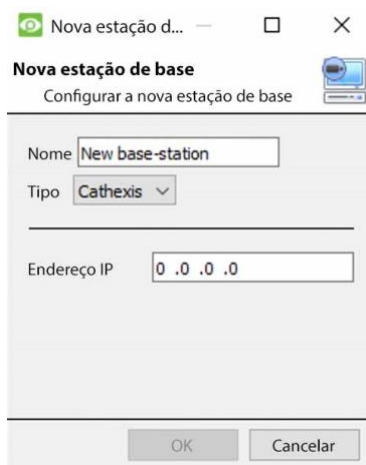 Nova estação d...
Nova estação de base
Configurar a nova estação de base
Nome New base-station
Tipo Cathexis
Endereço IP 0 .0 .0 .0
OK Cancelar